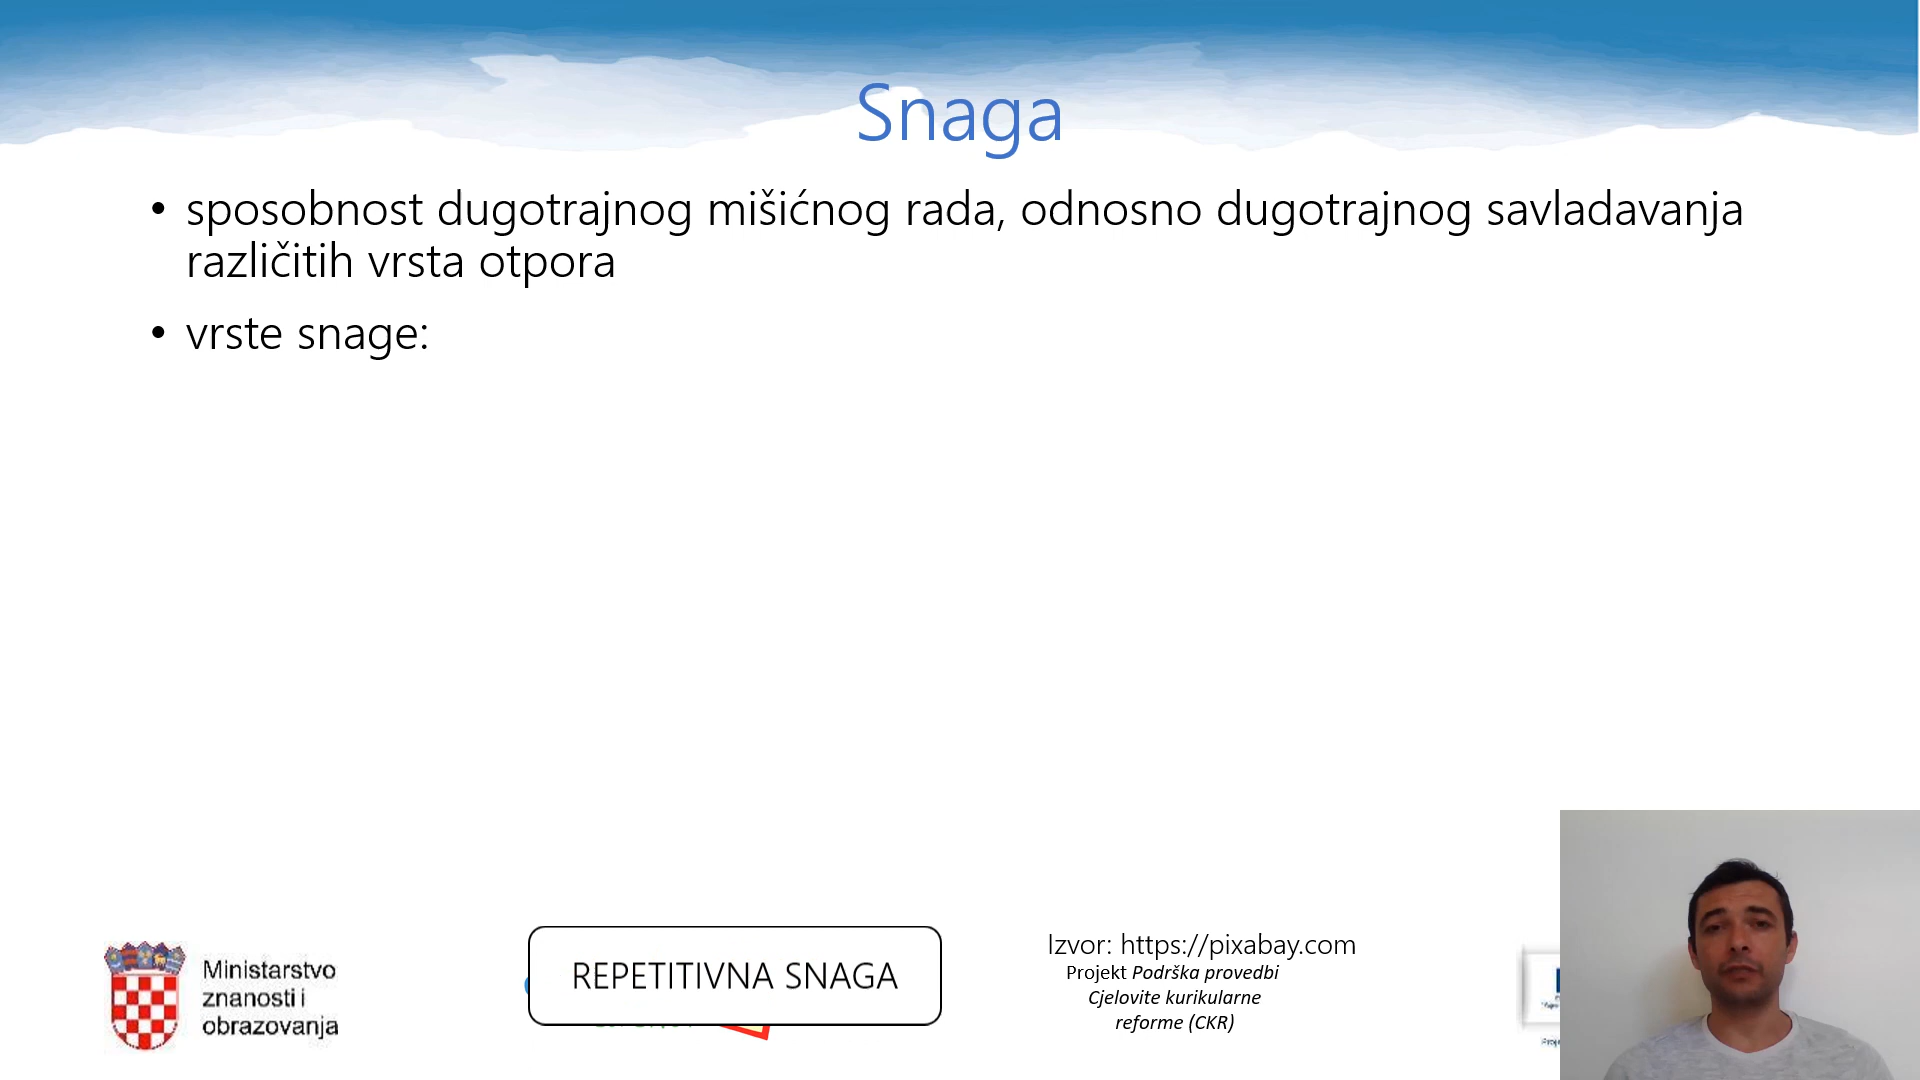 Snaga
• sposobnost dugotrajnog mišićnog rada, odnosno dugotrajnog savladavanja
različitih vrsta otpora
• vrste snage:
Ministarstvo
znanosti i
obrazovanja
REPETITIVNA SNAGA
Izvor: https://pixabay.com
Projekt Podrška provedbi
Cjelovite kurikularne
reforme (CKR)